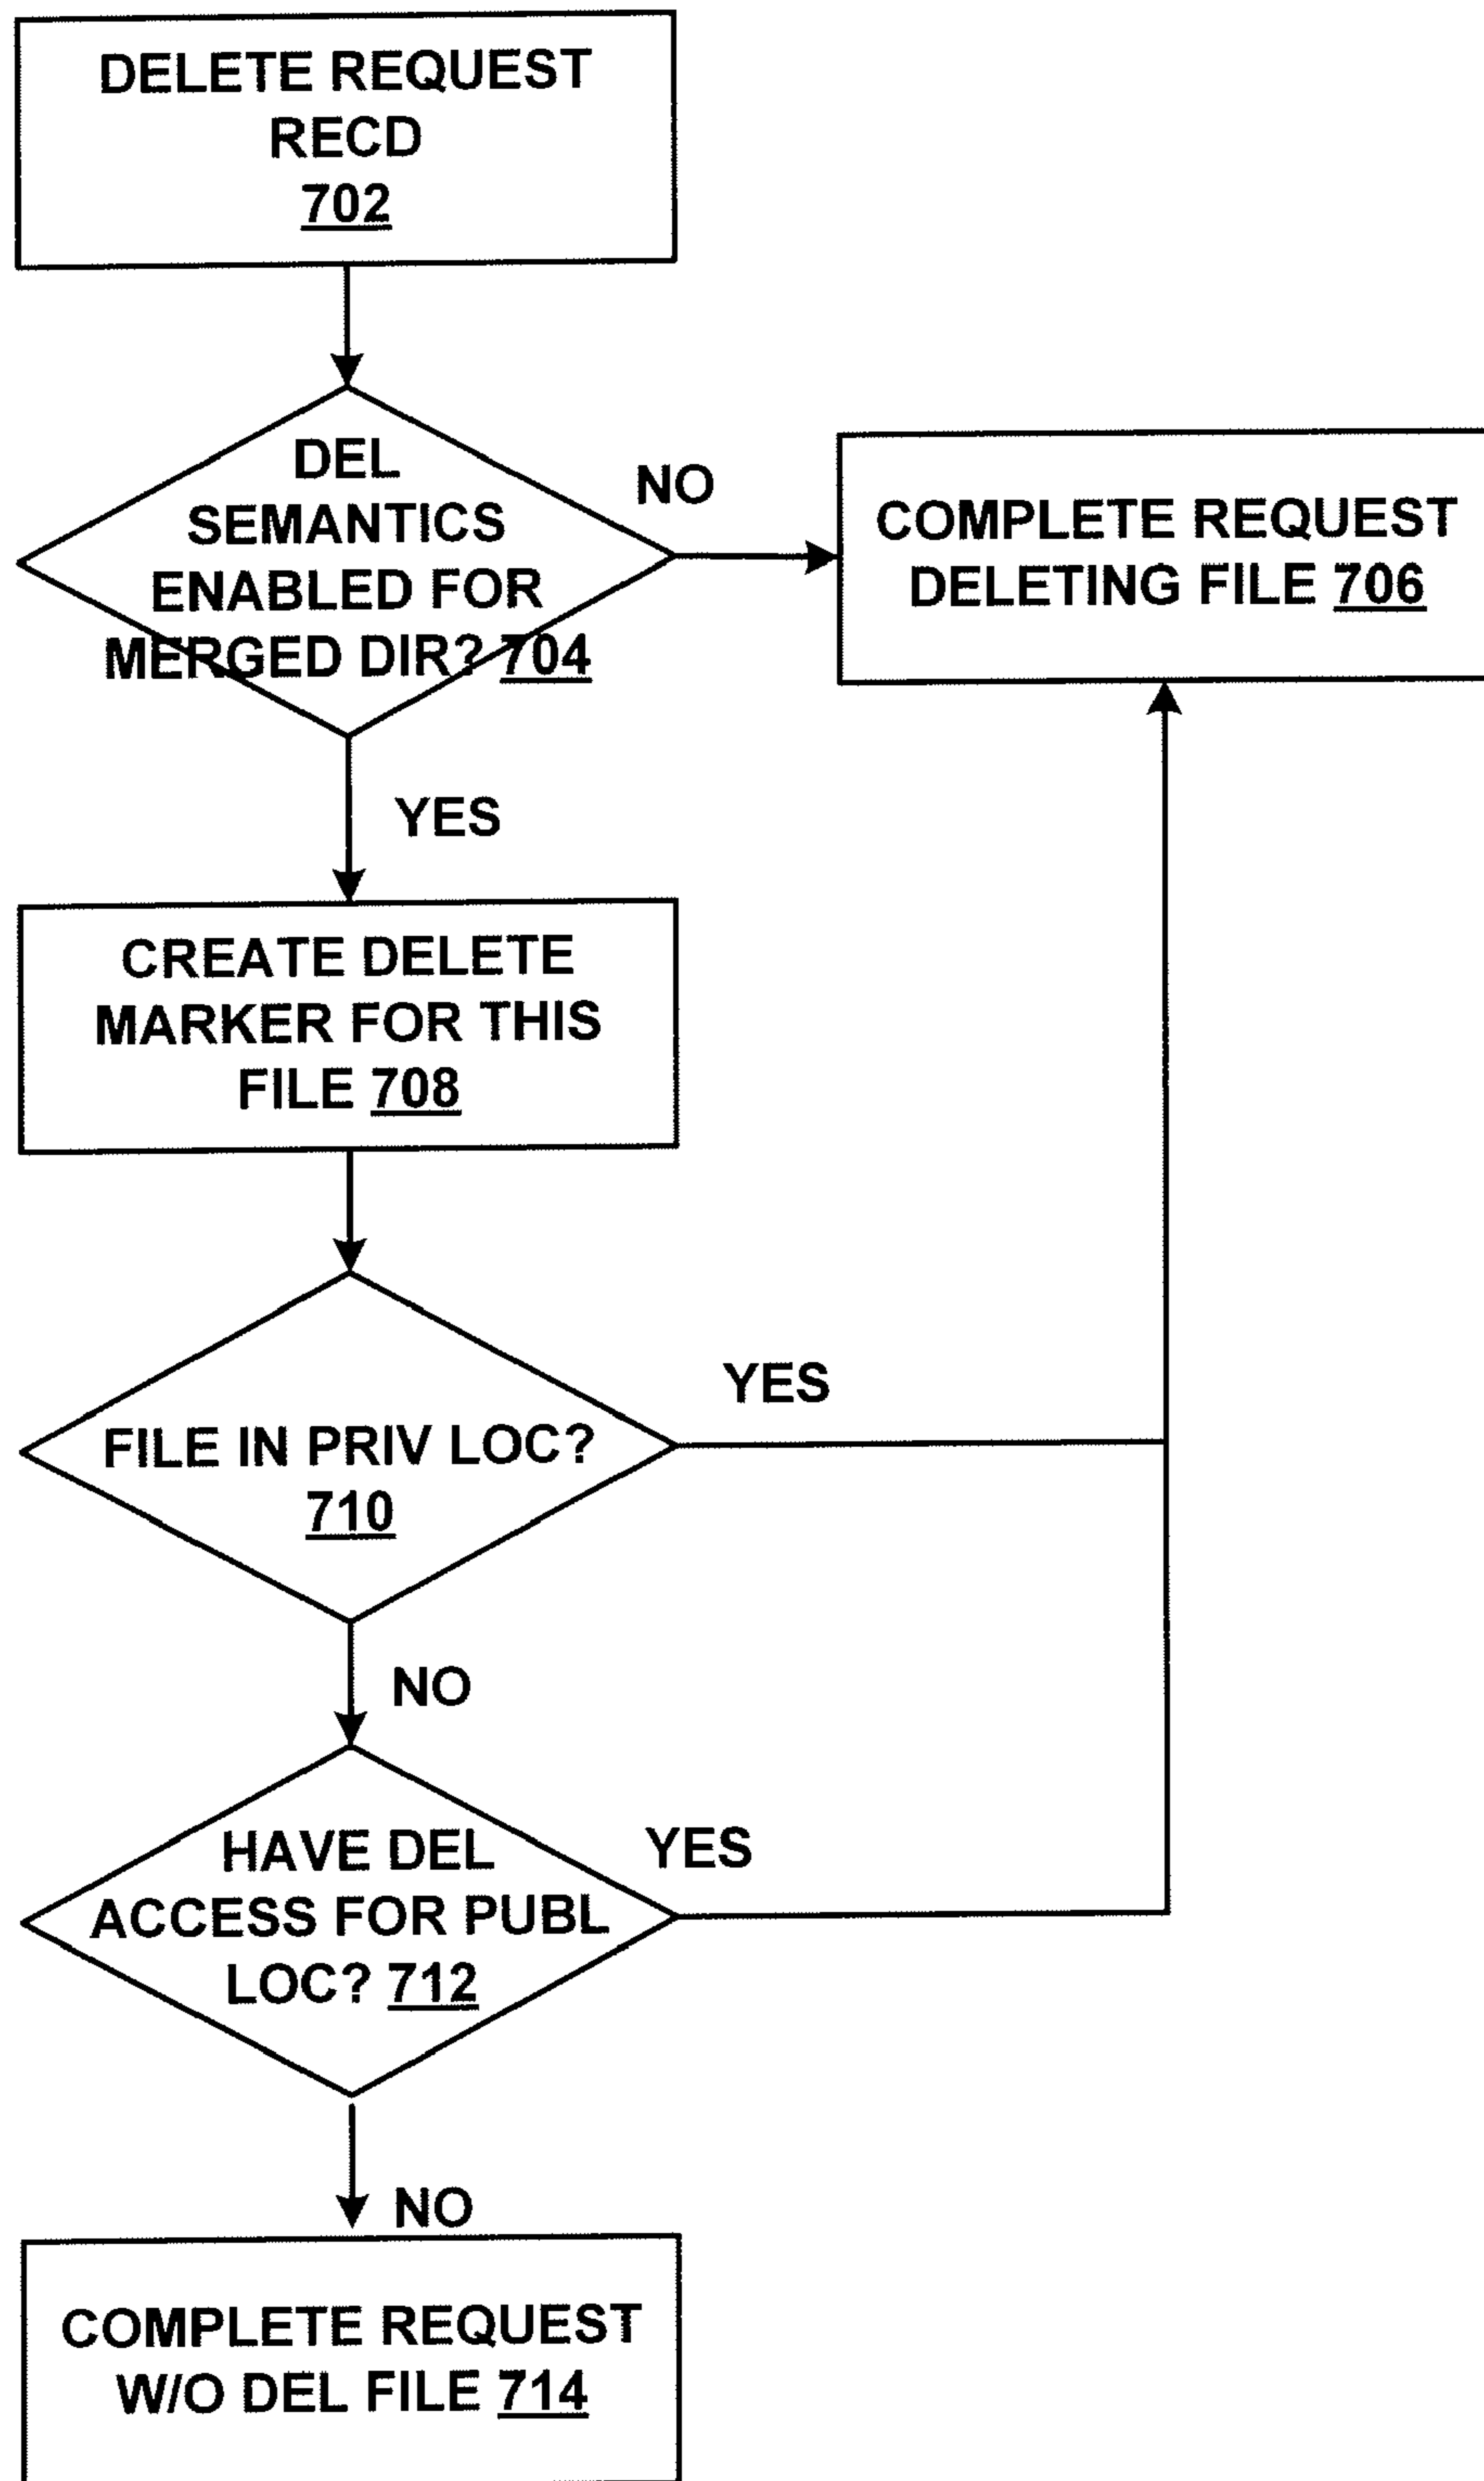 DELETE REQUEST
RECD
702
DEL
SEMANTICS
ENABLED FOR
MERGED DIR? 704
NO
COMPLETE REQUEST
DELETING FILE 706
YES
CREATE DELETE
MARKER FOR THIS
FILE 708
FILE IN PRIV LOC?
710
YES
NO
HAVE DEL
ACCESS FOR PUBL
LOC? 712
YES
NO
COMPLETE REQUEST
W/O DEL FILE 714